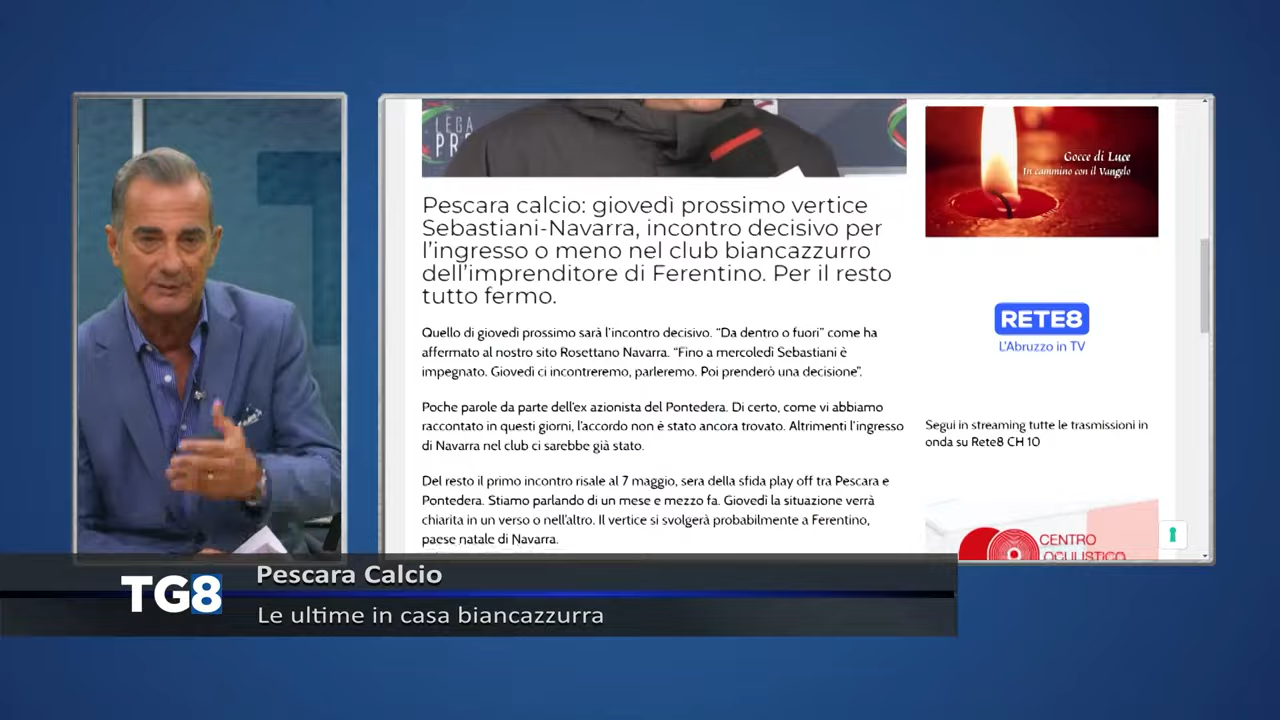 LEGA
PR
Pescara calcio: giovedì prossimo vertice
Sebastiani-Navarra, incontro decisivo per
l'ingresso o meno nel club biancazzurro
dell'imprenditore di Ferentino. Per il resto
tutto fermo.
Quello di giovedì prossimo sarà l'incontro decisivo. “Da dentro o fuori” come ha
affermato al nostro sito Rosettano Navarra. “Fino a mercoledì Sebastiani è
impegnato. Giovedì ci incontreremo, parleremo. Poi prenderò una decisione”.
Poche parole da parte dell'ex azionista del Pontedera. Di certo, come vi abbiamo
raccontato in questi giorni, l'accordo non è stato ancora trovato. Altrimenti l'ingresso
di Navarra nel club ci sarebbe già stato.
Del resto il primo incontro risale al 7 maggio, sera della sfida play off tra Pescara e
Pontedera. Stiamo parlando di un mese e mezzo fa. Giovedì la situazione verrà
chiarita in un verso o nell'altro. Il vertice si svolgerà probabilmente a Ferentino,
paese natale di Navarra.
Gocce di Luce
In cammino con il Vangelo
RETE8
L'Abruzzo in TV
Segui in streaming tutte le trasmissioni in
onda su Rete8 CH 10
CENTRO
OCULISTICO
TG8
Pescara Calcio
Le ultime in casa biancazzurra